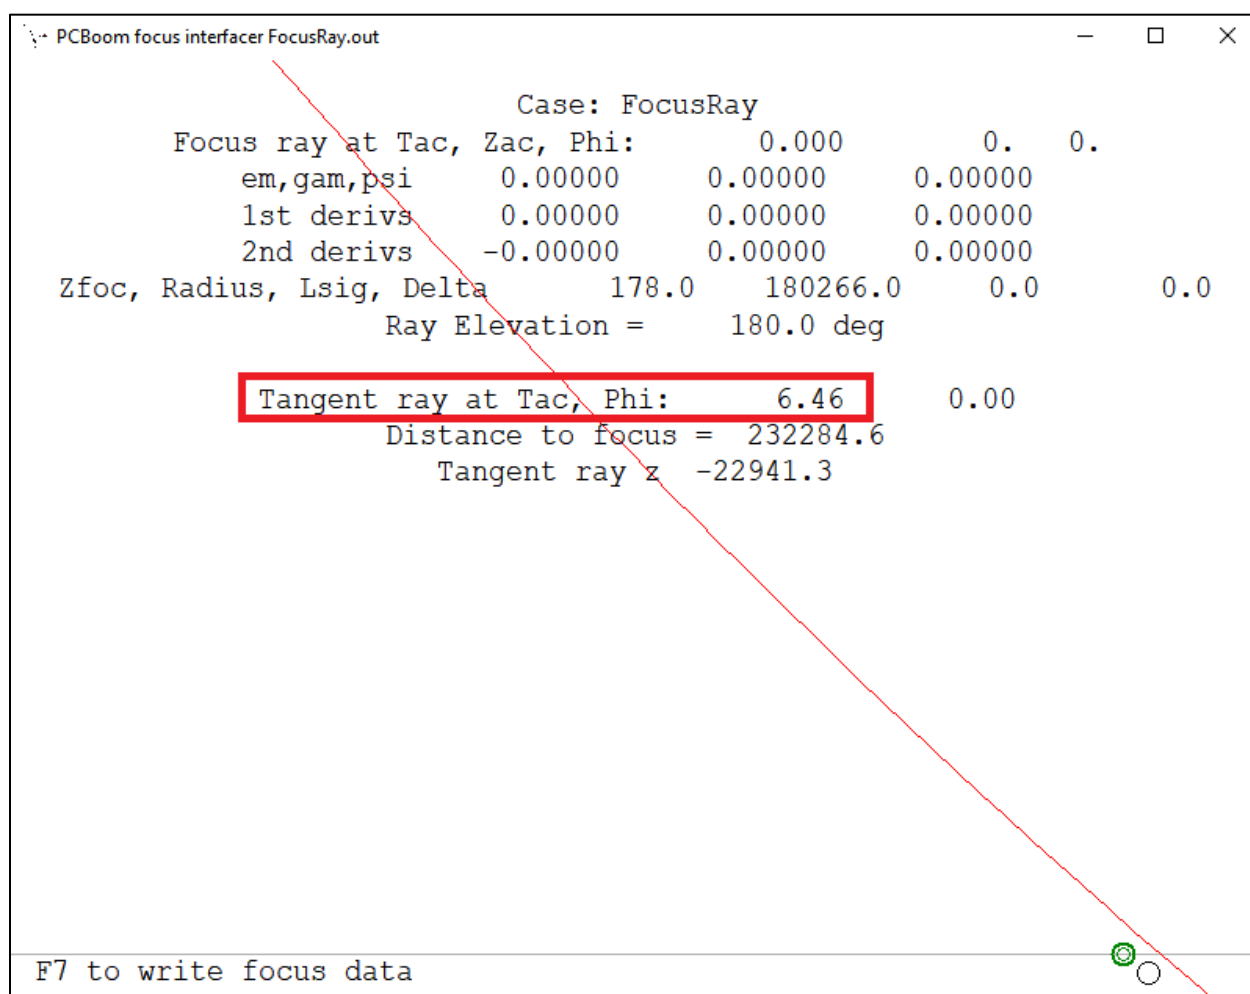 PCBoom focus interfacer FocusRay.out
Case: FocusRay
Focus ray at Tac, Zac, Phi: 0.000 0. 0.
em,gam,psi 0.00000 0.00000 0.00000
1st derivs 0.00000 0.00000 0.00000
2nd derivs -0.00000 0.00000 0.00000
Zfoc, Radius, Lsig, Delta 178.0 180266.0 0.0 0.0
Ray Elevation = 180.0 deg
Tangent ray at Tac, Phi: 6.46 0.00
Distance to focus = 232284.6
Tangent ray z -22941.3
F7 to write focus data